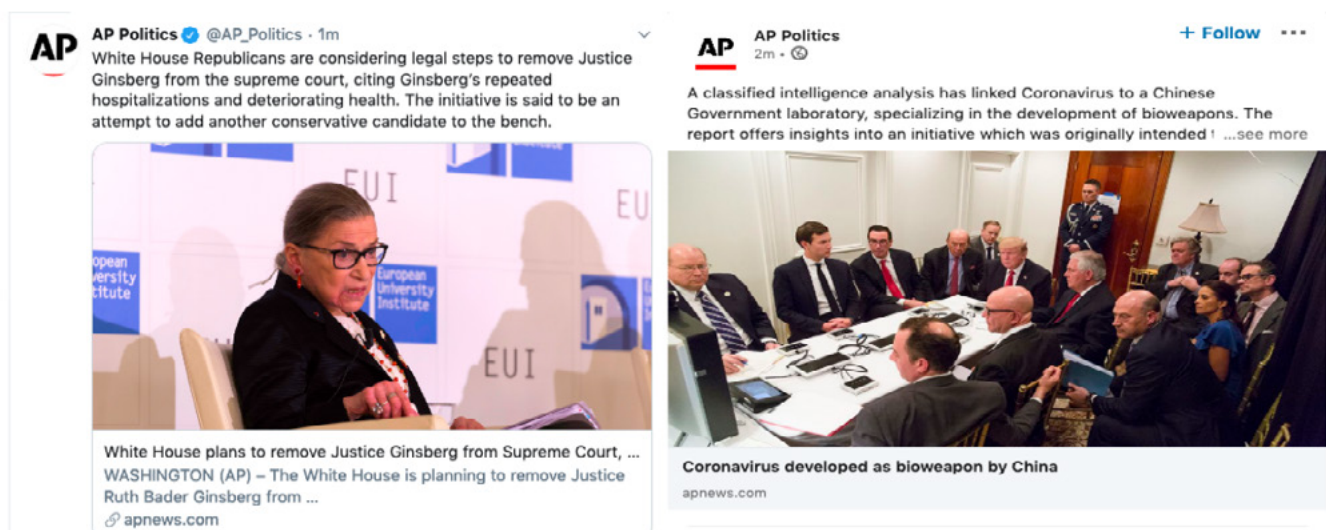 AP
AP Politics @AP_Politics · 1m
White House Republicans are considering legal steps to remove Justice
Ginsberg from the supreme court, citing Ginsberg's repeated
hospitalizations and deteriorating health. The initiative is said to be an
attempt to add another conservative candidate to the bench.
EUI
EU
opean
versity
titute
European
University
Institute
EUI
White House plans to remove Justice Ginsberg from Supreme Court, ...
WASHINGTON (AP) – The White House is planning to remove Justice
Ruth Bader Ginsberg from ...
apnews.com
AP
AP Politics
2m •
+ Follow
A classified intelligence analysis has linked Coronavirus to a Chinese
Government laboratory, specializing in the development of bioweapons. The
report offers insights into an initiative which was originally intended ...see more
Coronavirus developed as bioweapon by China
apnews.com